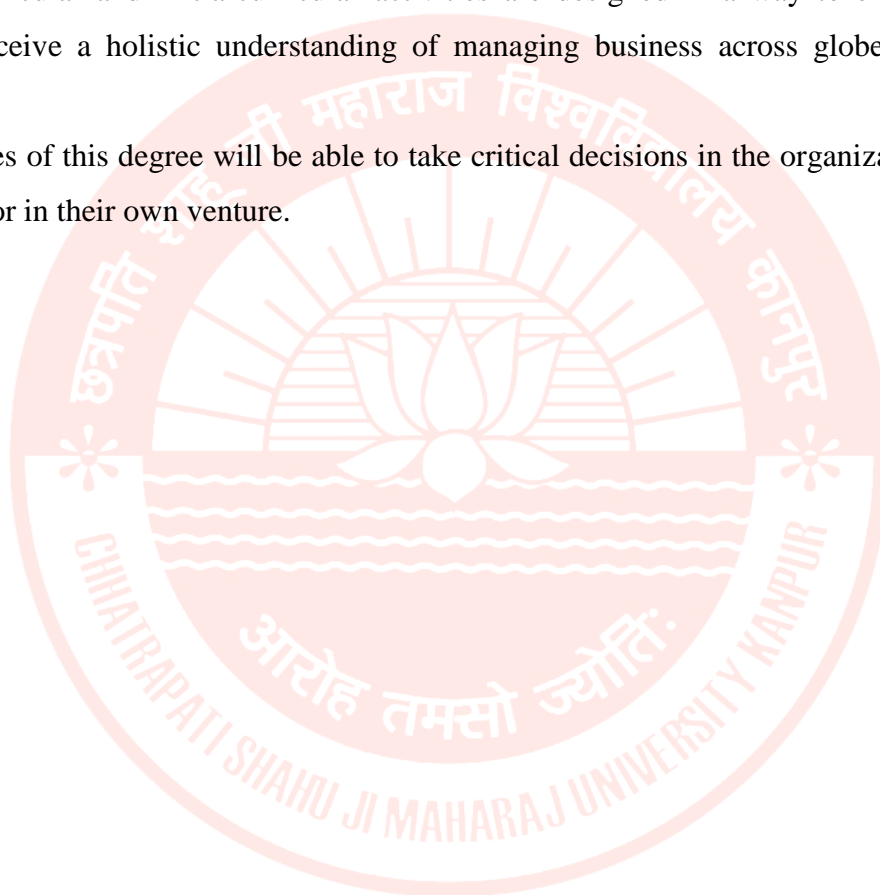 ceive a holistic understanding of managing business across globe
es of this degree will be able to take critical decisions in the organiza
or in their own venture.
छत्रपति शाहू जी महाराज विश्वविद्यालय कानपुर
आरोह तमसो ज्योतिः
CHHATRAPATI SHAHU JI MAHARAJ UNIVERSITY KANPUR